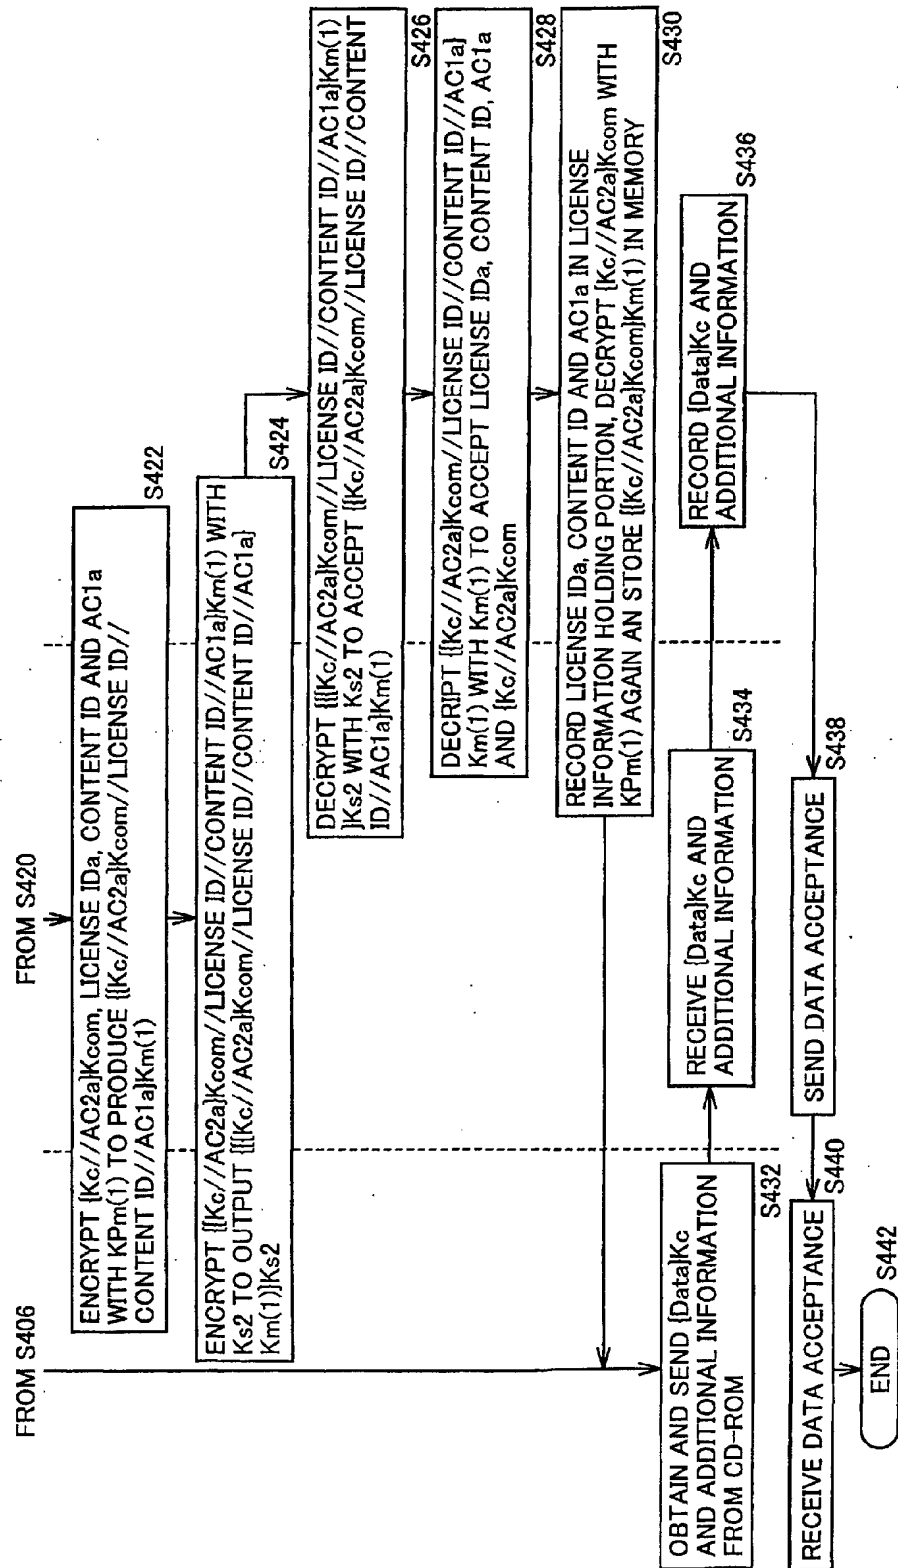 FROM S406
FROM S420
ENCRYPT {Kc//AC2a}Kcom, LICENSE IDa, CONTENT ID AND AC1a
WITH KPm(1) TO PRODUCE {{Kc//AC2a}Kcom//LICENSE ID//
CONTENT ID//AC1a}Km(1)
S422
ENCRYPT {{Kc//AC2a}Kcom//LICENSE ID//CONTENT ID//AC1a}Km(1) WITH
Ks2 TO OUTPUT {{{Kc//AC2a}Kcom//LICENSE ID//CONTENT ID//AC1a}
Km(1)}Ks2
S424
DECRYPT {{{Kc//AC2a}Kcom//LICENSE ID//CONTENT ID//AC1a}Km(1)
}Ks2 WITH Ks2 TO ACCEPT {{Kc//AC2a}Kcom//LICENSE ID//CONTENT
ID//AC1a}Km(1)
S426
DECRIPT {{Kc//AC2a}Kcom//LICENSE ID//CONTENT ID//AC1a}
Km(1) WITH Km(1) TO ACCEPT LICENSE IDa, CONTENT ID, AC1a
AND {Kc//AC2a}Kcom
S428
RECORD LICENSE IDa, CONTENT ID AND AC1a IN LICENSE
INFORMATION HOLDING PORTION, DECRYPT {Kc//AC2a}Kcom WITH
KPm(1) AGAIN AN STORE {{Kc//AC2a}Kcom}Km(1) IN MEMORY
S430
OBTAIN AND SEND {Data}Kc
AND ADDITIONAL INFORMATION
FROM CD-ROM
S432
RECEIVE {Data}Kc AND
ADDITIONAL INFORMATION
S434
RECORD {Data}Kc AND
ADDITIONAL INFORMATION
S436
SEND DATA ACCEPTANCE
S438
RECEIVE DATA ACCEPTANCE
S440
END
S442